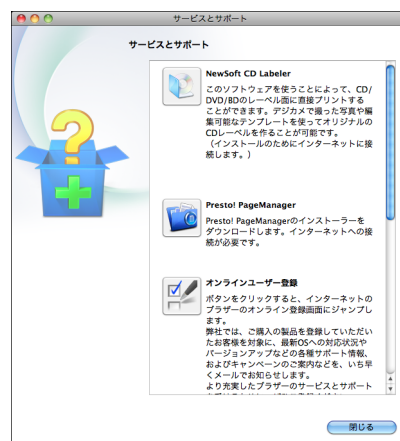 サービスとサポート
サービスとサポート
NewSoft CD Labeler
このソフトウェアを使うことによって、CD/
DVD/BDのレーベル面に直接プリントする
ことができます。デジカメで撮った写真や編
集可能なテンプレートを使ってオリジナルの
CDレーベルを作ることが可能です。
（インストールのためにインターネットに接
続します。）
Presto! PageManager
Presto! PageManagerのインストーラーを
ダウンロードします。インターネットへの接
続が必要です。
オンラインユーザー登録
ボタンをクリックすると、インターネットの
ブラザーのオンライン登録画面にジャンプし
ます。
弊社では、ご購入の製品を登録していただい
たお客様を対象に、最新OSへの対応状況や
バージョンアップなどの各種サポート情報、
およびキャンペーンのご案内などを、いち早
くメールでお知らせします。
より充実したブラザーのサービスとサポート
閉じる